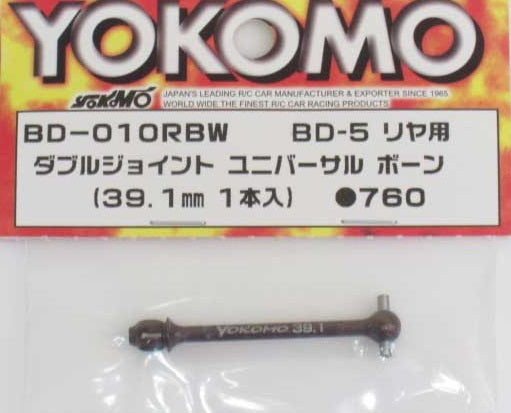 YOKOMO
YOKOMO
JAPAN'S LEADING R/C CAR MANUFACTURER & EXPORTER SINCE 1965
WORLD WIDE THE FINEST R/C CAR RACING PRODUCTS
BD-010RBW BD-5 リヤ用
ダブルジョイント ユニバーサル ボーン
(39.1mm 1本入) ●760
YOKOMO 39.1